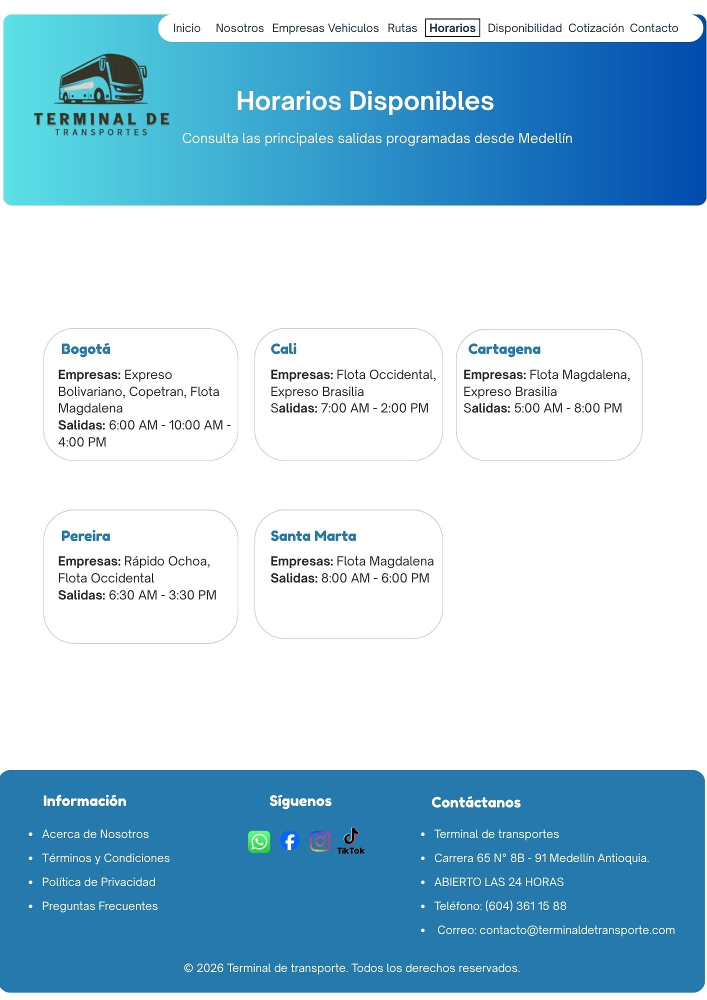 Inicio Nosotros Empresas Vehiculos Rutas Horarios Disponibilidad Cotización Contacto
TERMINAL DE
TRANSPORTES
Horarios Disponibles
Consulta las principales salidas programadas desde Medellín
Bogotá
Empresas: Expreso
Bolivariano, Copetran, Flota
Magdalena
Salidas: 6:00 AM - 10:00 AM -
4:00 PM
Cali
Empresas: Flota Occidental,
Expreso Brasilia
Salidas: 7:00 AM - 2:00 PM
Cartagena
Empresas: Flota Magdalena,
Expreso Brasilia
Salidas: 5:00 AM - 8:00 PM
Pereira
Empresas: Rápido Ochoa,
Flota Occidental
Salidas: 6:30 AM - 3:30 PM
Santa Marta
Empresas: Flota Magdalena
Salidas: 8:00 AM - 6:00 PM
Información
• Acerca de Nosotros
• Términos y Condiciones
• Política de Privacidad
• Preguntas Frecuentes
Síguenos
TikTok
Contáctanos
• Terminal de transportes
• Carrera 65 N° 8B - 91 Medellín Antioquia.
• ABIERTO LAS 24 HORAS
• Teléfono: (604) 361 15 88
• Correo: contacto@terminaldetransporte.com
© 2026 Terminal de transporte. Todos los derechos reservados.